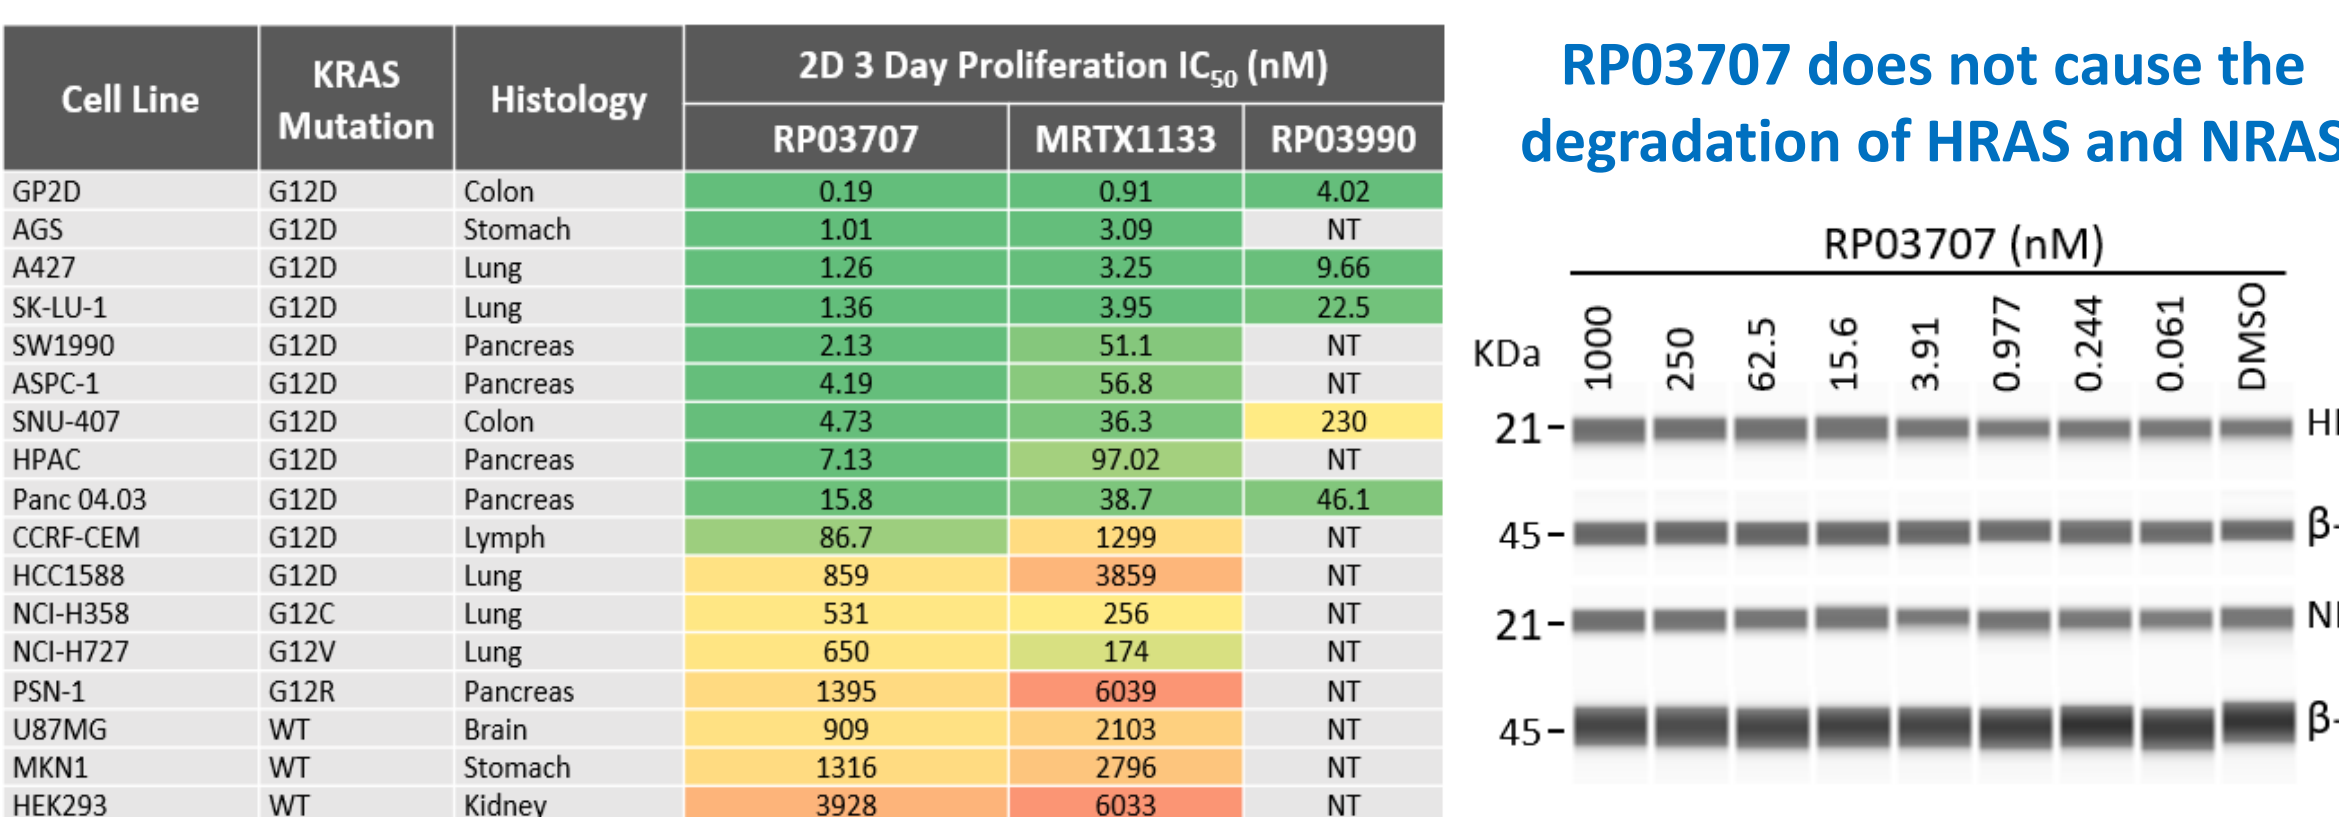 Cell Line KRAS Mutation Histology 2D 3 Day Proliferation IC50 (nM)
RP03707 MRTX1133 RP03990
GP2D G12D Colon 0.19 0.91 4.02
AGS G12D Stomach 1.01 3.09 NT
A427 G12D Lung 1.26 3.25 9.66
SK-LU-1 G12D Lung 1.36 3.95 22.5
SW1990 G12D Pancreas 2.13 51.1 NT
ASPC-1 G12D Pancreas 4.19 56.8 NT
SNU-407 G12D Colon 4.73 36.3 230
HPAC G12D Pancreas 7.13 97.02 NT
Panc 04.03 G12D Pancreas 15.8 38.7 46.1
CCRF-CEM G12D Lymph 86.7 1299 NT
HCC1588 G12D Lung 859 3859 NT
NCI-H358 G12C Lung 531 256 NT
NCI-H727 G12V Lung 650 174 NT
PSN-1 G12R Pancreas 1395 6039 NT
U87MG WT Brain 909 2103 NT
MKN1 WT Stomach 1316 2796 NT
HEK293 WT Kidney 3928 6033 NT
RP03707 does not cause the
degradation of HRAS and NRAS
RP03707 (nM)
KDa 1000 250 62.5 15.6 3.91 0.977 0.244 0.061 DMSO
21
45
21
45